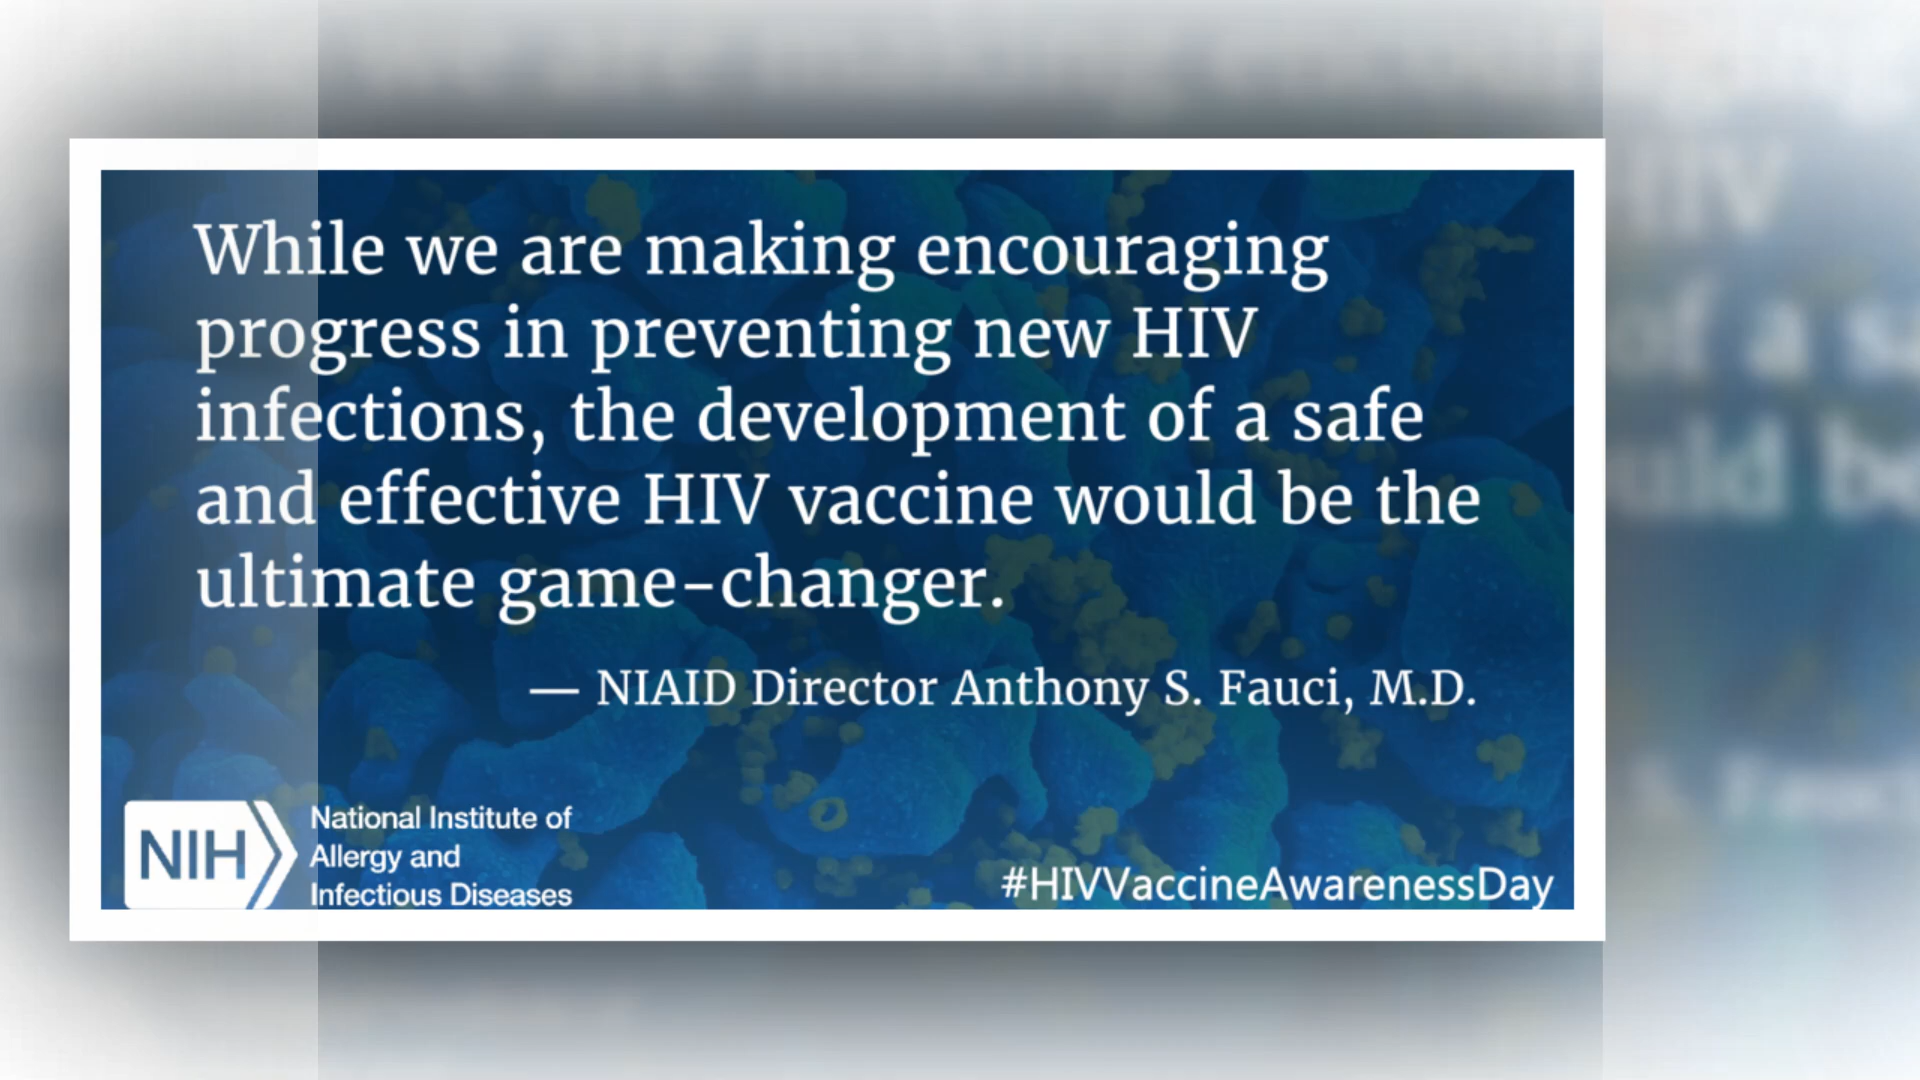 While we are making encouraging
progress in preventing new HIV
infections, the development of a safe
and effective HIV vaccine would be the
ultimate game-changer.
— NIAID Director Anthony S. Fauci, M.D.
NIH
National Institute of
Allergy and
Infectious Diseases
#HIVVaccineAwarenessDay